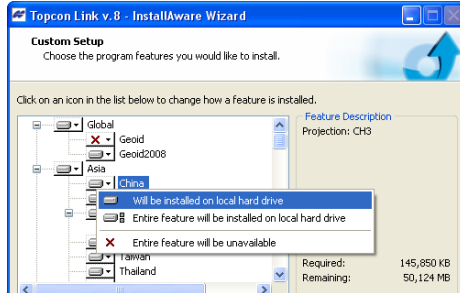 Topcon Link v.8 - InstallAware Wizard
Custom Setup
Choose the program features you would like to install.
Click on an icon in the list below to change how a feature is installed.
Global
Geoid
Geoid2008
Asia
China
Will be installed on local hard drive
Entire feature will be installed on local hard drive
Entire feature will be unavailable
Taiwan
Thailand
Feature Description
Projection: CH3
Required: 145,850 KB
Remaining: 50,124 MB